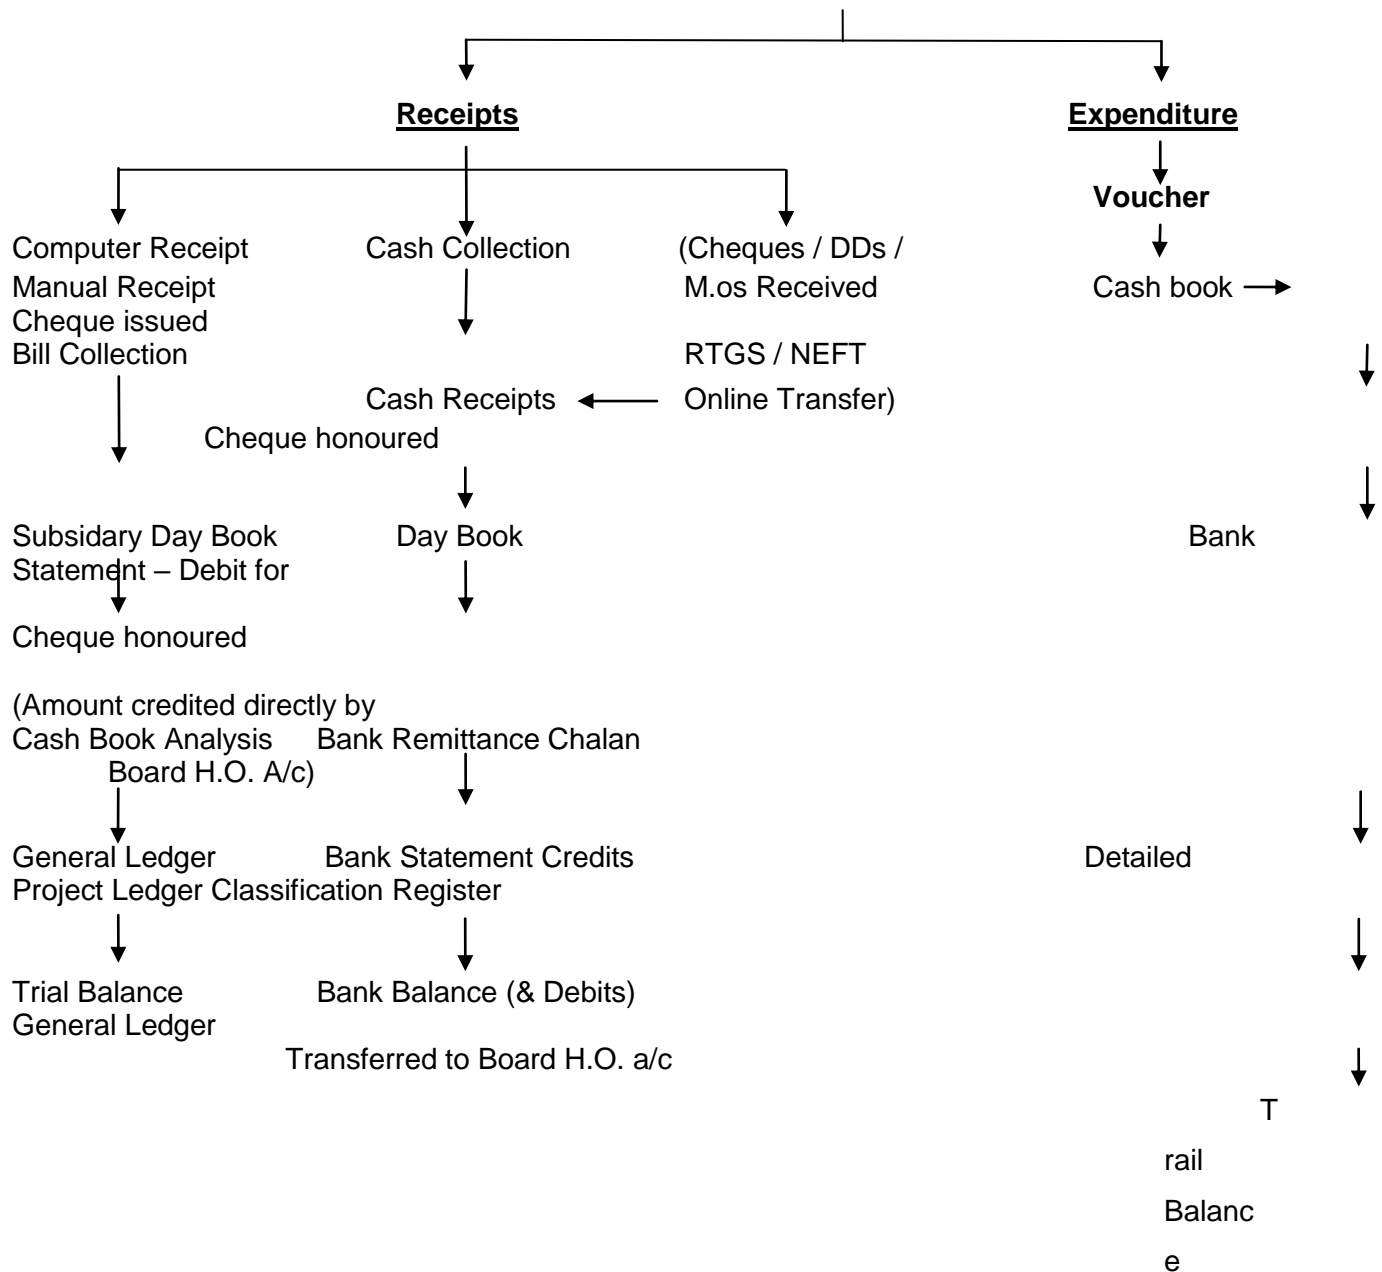 Receipts Expenditure
Voucher
Computer Receipt Cash Collection (Cheques / DDs /
Manual Receipt M.os Received Cash book
Cheque issued
Bill Collection RTGS / NEFT
Cash Receipts Online Transfer)
Cheque honoured
Subsidary Day Book Day Book Bank
Statement – Debit for
Cheque honoured
(Amount credited directly by
Cash Book Analysis Bank Remittance Chalan
Board H.O. A/c)
General Ledger Bank Statement Credits Detailed
Project Ledger Classification Register
Trial Balance Bank Balance (& Debits)
General Ledger
Transferred to Board H.O. a/c
T
rail
Balanc
e